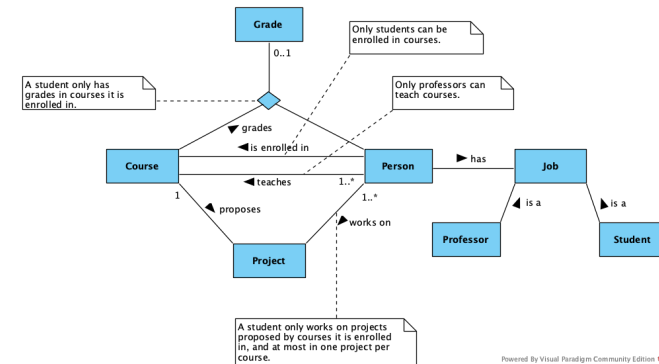 Grade
Only students can be
enrolled in courses.
0..1
A student only has
grades in courses it is
enrolled in.
Only professors can
teach courses.
grades
is enrolled in
Course
Person
has
Job
teaches
1..*
1
1..*
proposes
works on
is a
is a
Professor
Student
Project
A student only works on projects
proposed by courses it is enrolled
in, and at most in one project per
course.
Powered By Visual Paradigm Community Edition